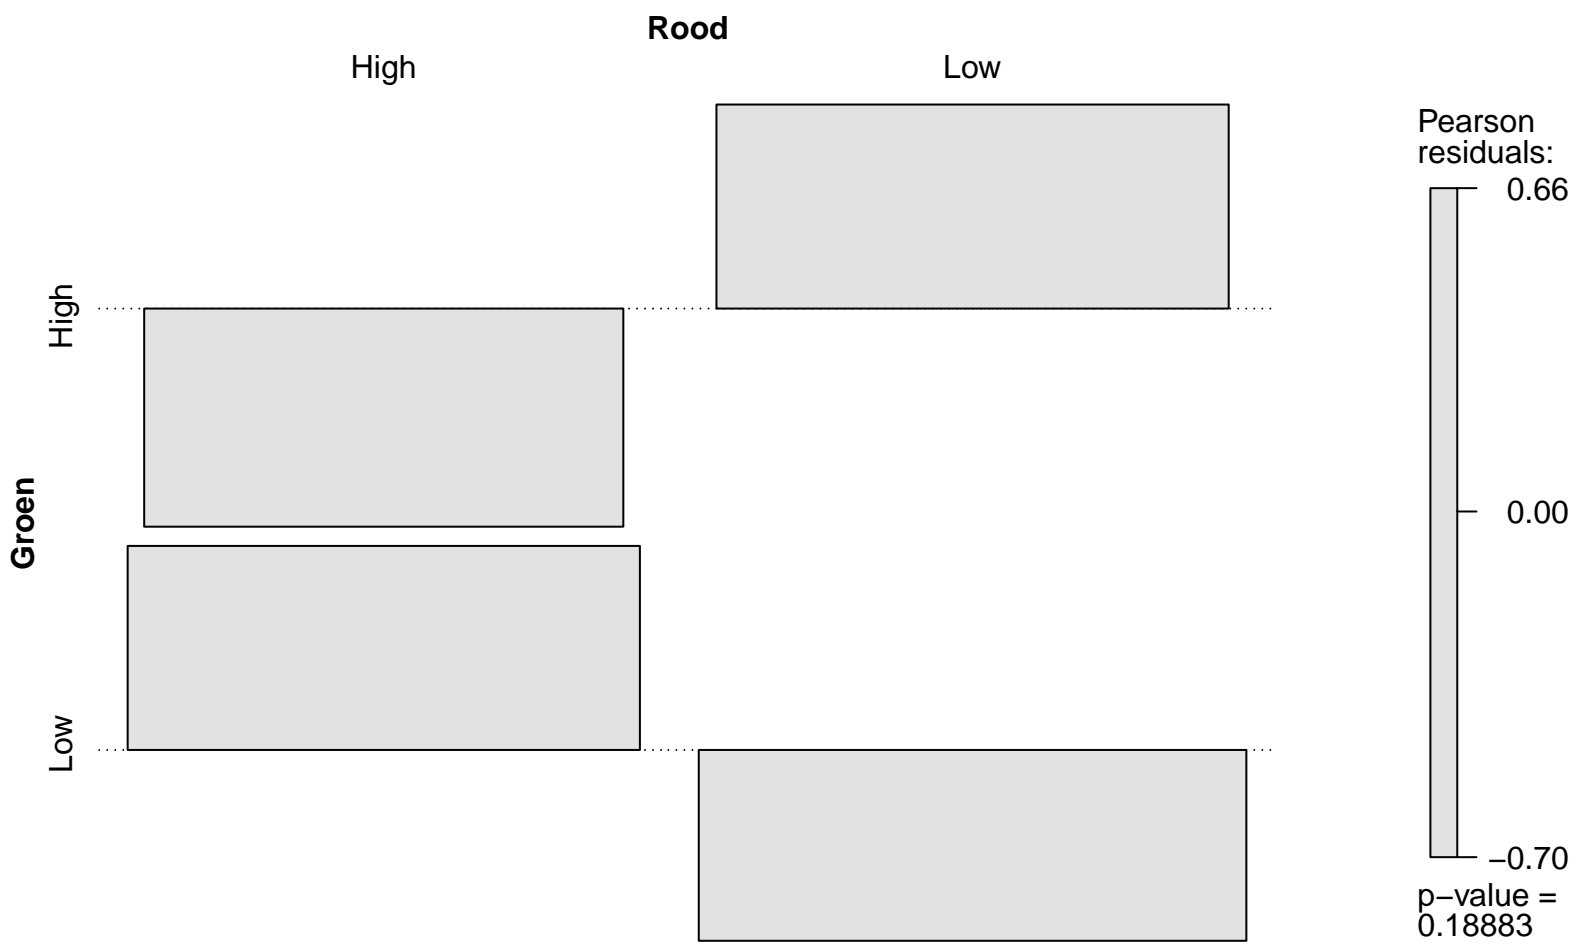 Rood
High Low
High
Groen
Low
Pearson
residuals:
0.66
0.00
−0.70
p−value =
0.18883